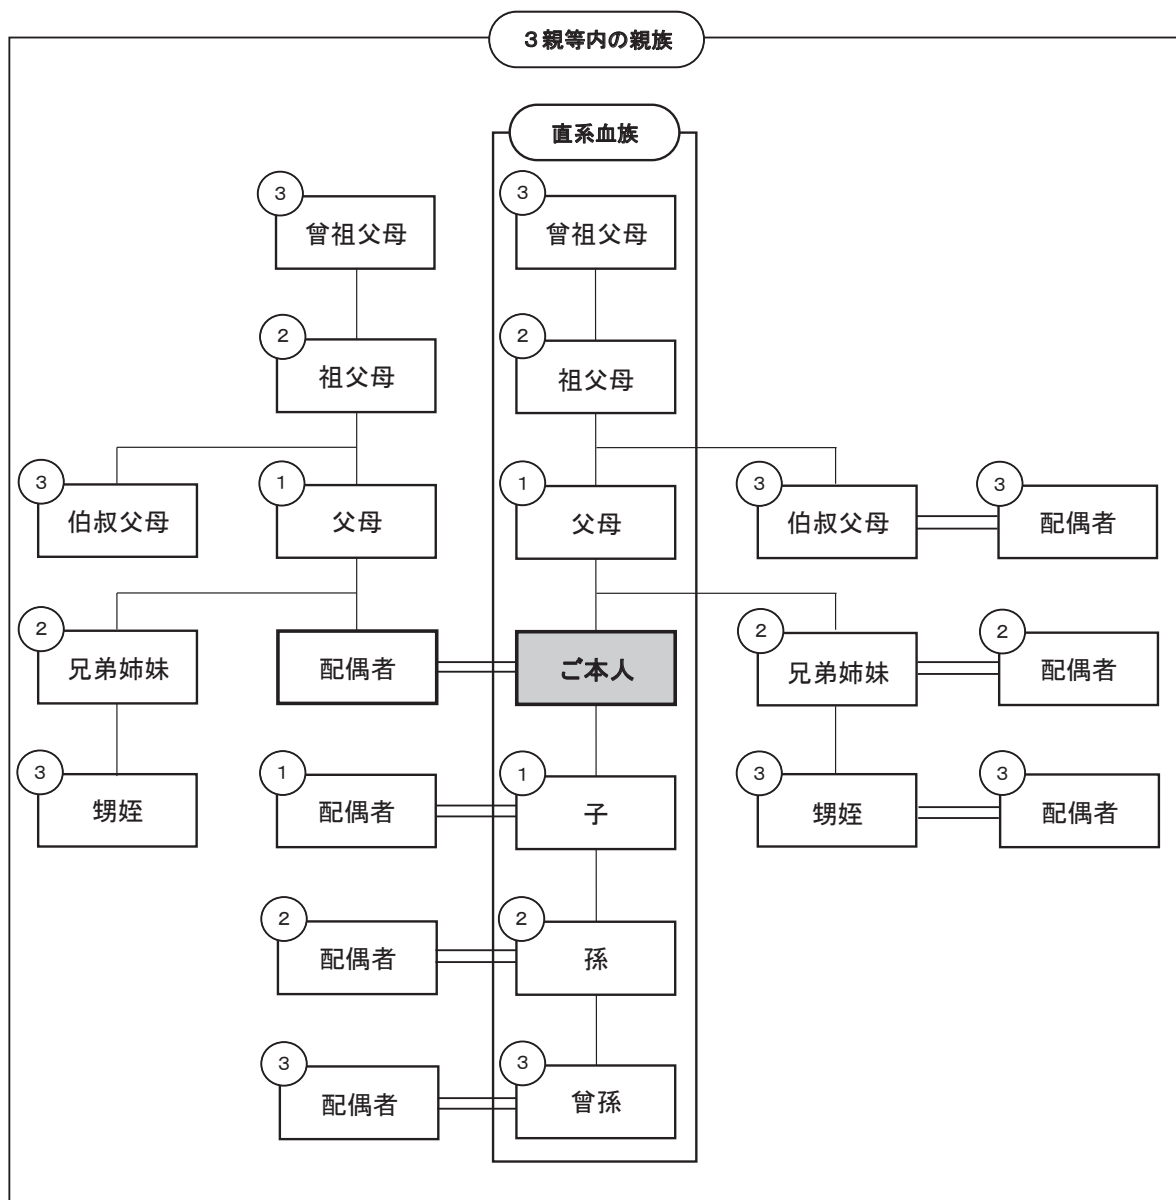 ３親等内の親族
直系血族
3
曾祖父母
3
曾祖父母
2
祖父母
2
祖父母
3
伯叔父母
1
父母
1
父母
3
伯叔父母
3
配偶者
2
兄弟姉妹
配偶者
ご本人
2
兄弟姉妹
2
配偶者
3
甥姪
1
配偶者
1
子
3
甥姪
3
配偶者
2
配偶者
2
孫
3
配偶者
3
曾孫